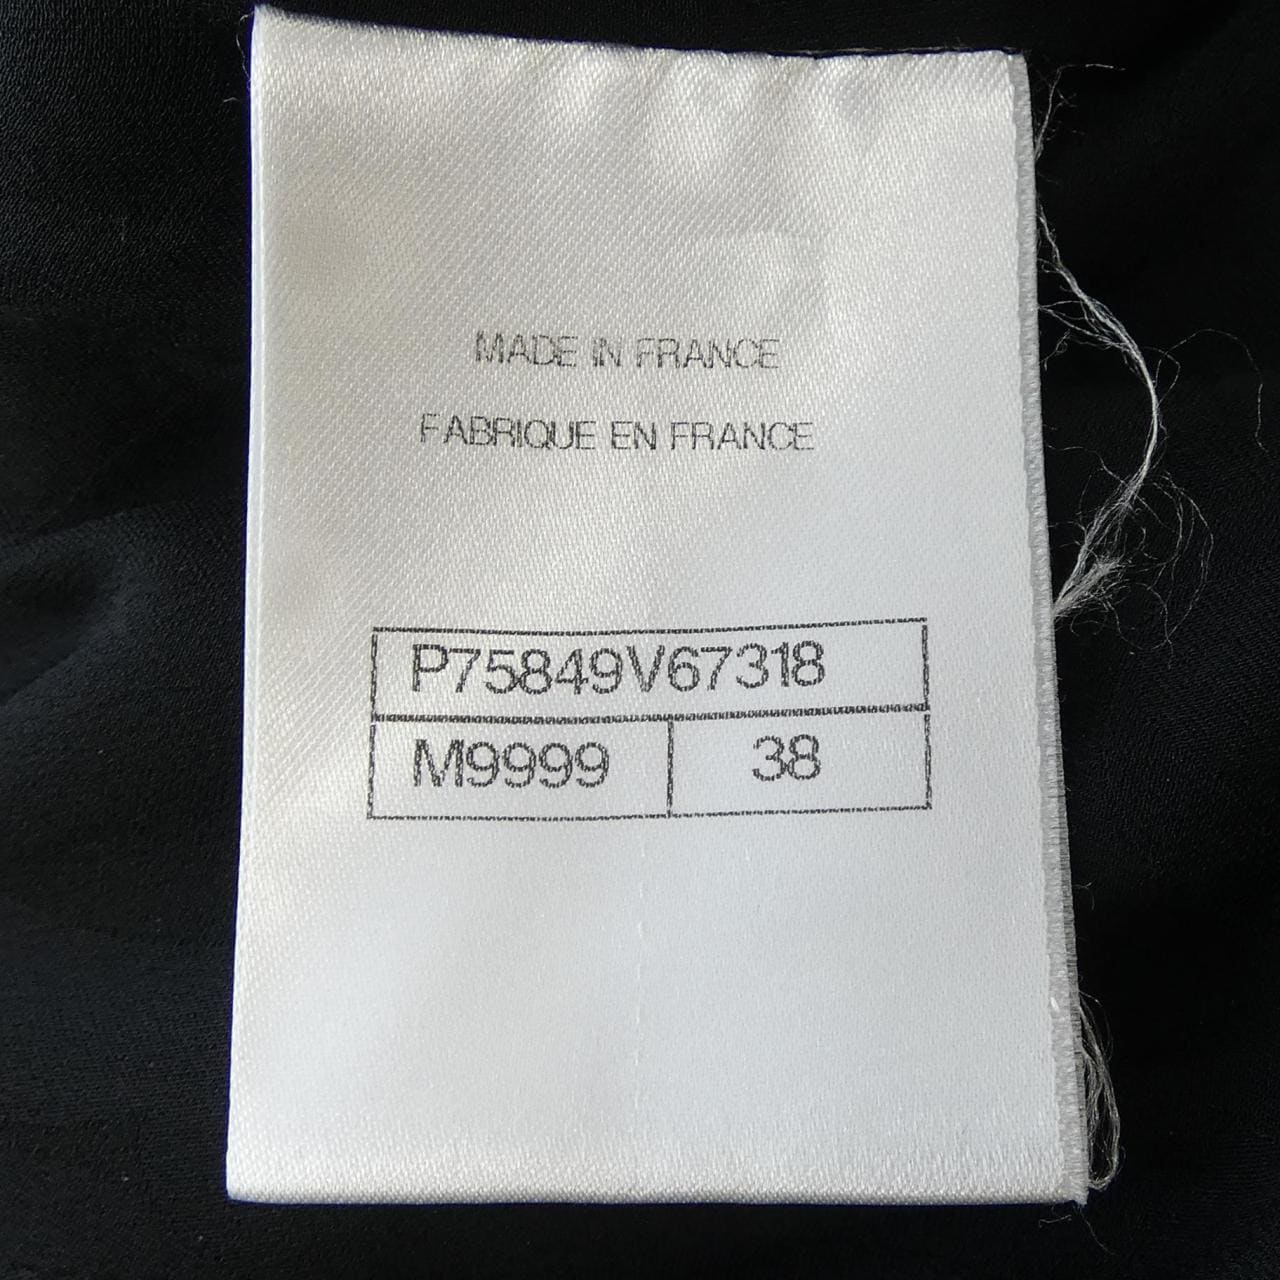 MADE IN FRANCE
FABRIQUE EN FRANCE
P75849V67318
M9999 38